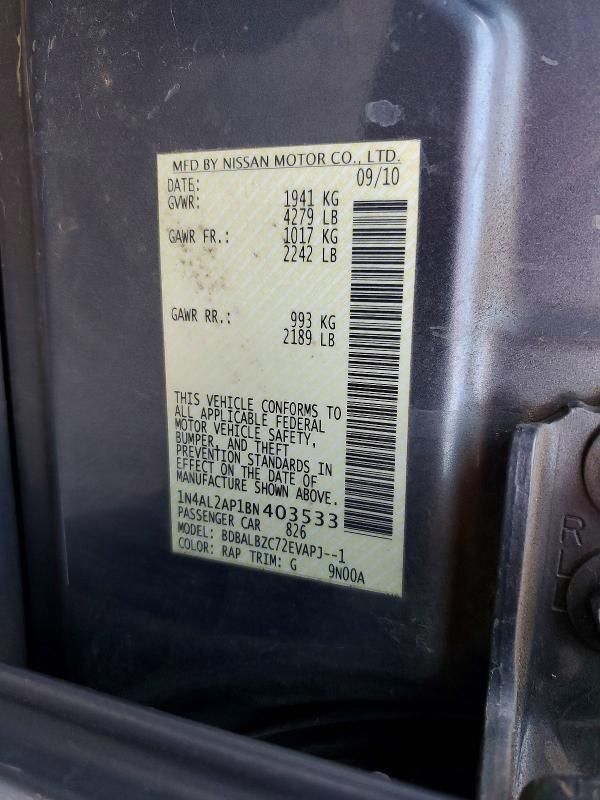 MFD BY NISSAN MOTOR CO., LTD.
DATE: 09/10
GVWR: 1941 KG
4279 LB
GAWR FR.: 1017 KG
2242 LB
GAWR RR.: 993 KG
2189 LB
THIS VEHICLE CONFORMS TO
ALL APPLICABLE FEDERAL
MOTOR VEHICLE SAFETY,
BUMPER, AND THEFT
PREVENTION STANDARDS IN
EFFECT ON THE DATE OF
MANUFACTURE SHOWN ABOVE.
1N4AL2AP1BN403533
PASSENGER CAR 826
MODEL: BDBALBZC72EVAPJ--1
COLOR: RAP TRIM: G 9N00A
R